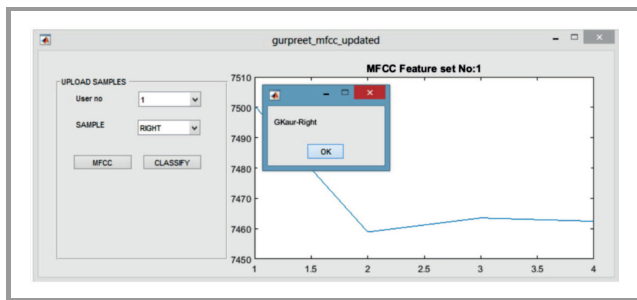 gurpreet_mfcc_updated
UPLOAD SAMPLES
User no
1
SAMPLE
RIGHT
MFCC
CLASSIFY
MFCC Feature set No:1
7510
7500
7490
7480
7470
7460
7450
1
1.5
2
2.5
3
3.5
4
GKaur-Right
OK